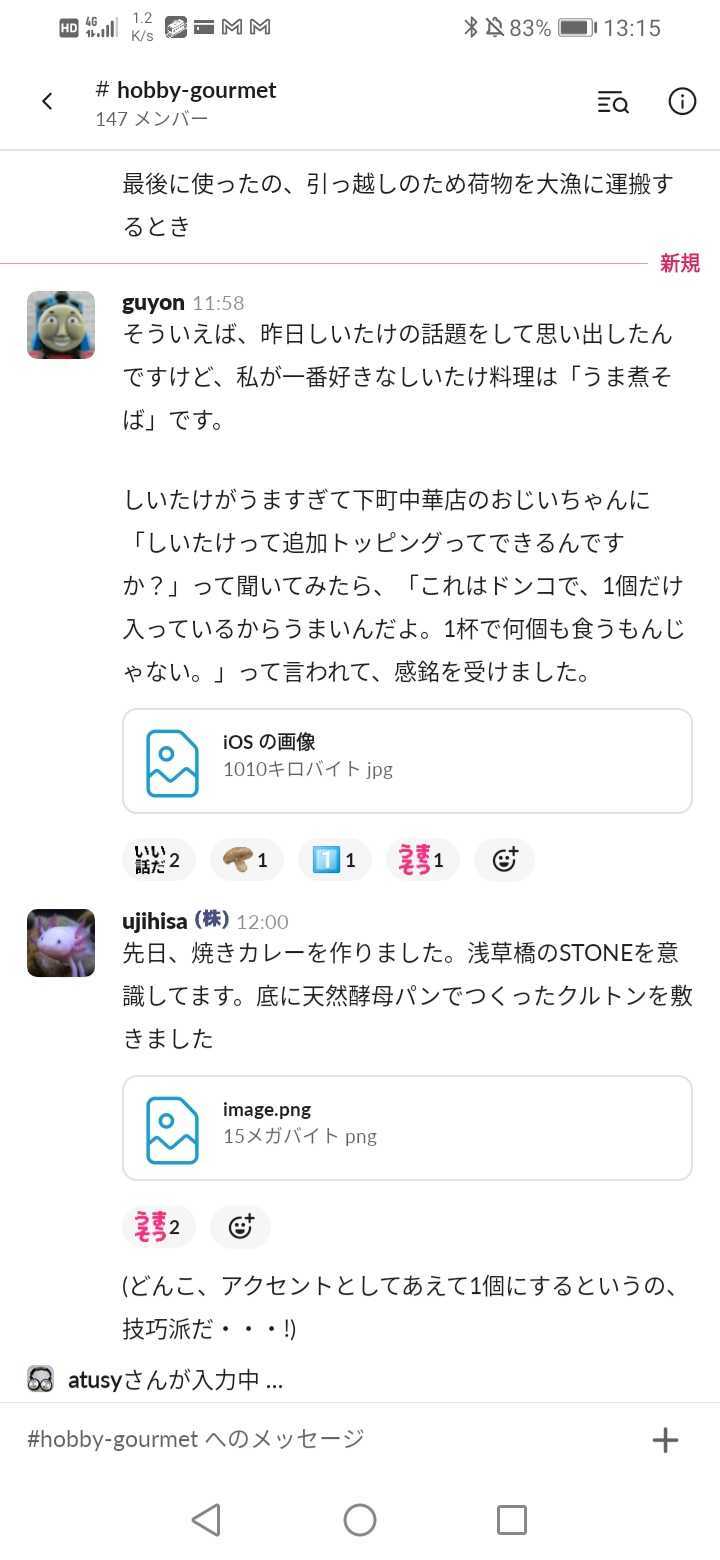 HD 4G 1.2 K/s 83% 13:15
# hobby-gourmet
147 メンバー
最後に使ったの、引っ越しのため荷物を大漁に運搬す
るとき
新規
guyon 11:58
そういえば、昨日しいたけの話題をして思い出したん
ですけど、私が一番好きなしいたけ料理は「うま煮そ
ば」です。
しいたけがうますぎて下町中華店のおじいちゃんに
「しいたけって追加トッピングってできるんです
か？」って聞いてみたら、「これはドンコで、1個だけ
入っているからうまいんだよ。1杯で何個も食うもんじ
ゃない。」って言われて、感銘を受けました。
iOS の画像
1010キロバイト jpg
いい話だ 2 1 1 1 うまそう 1
ujihisa (株) 12:00
先日、焼きカレーを作りました。浅草橋のSTONEを意
識してます。底に天然酵母パンでつくったクルトンを敷
きました
image.png
15メガバイト png
うまそう 2
(どんこ、アクセントとしてあえて1個にするというの、
技巧派だ・・・!)
atusyさんが入力中 ...
#hobby-gourmet へのメッセージ